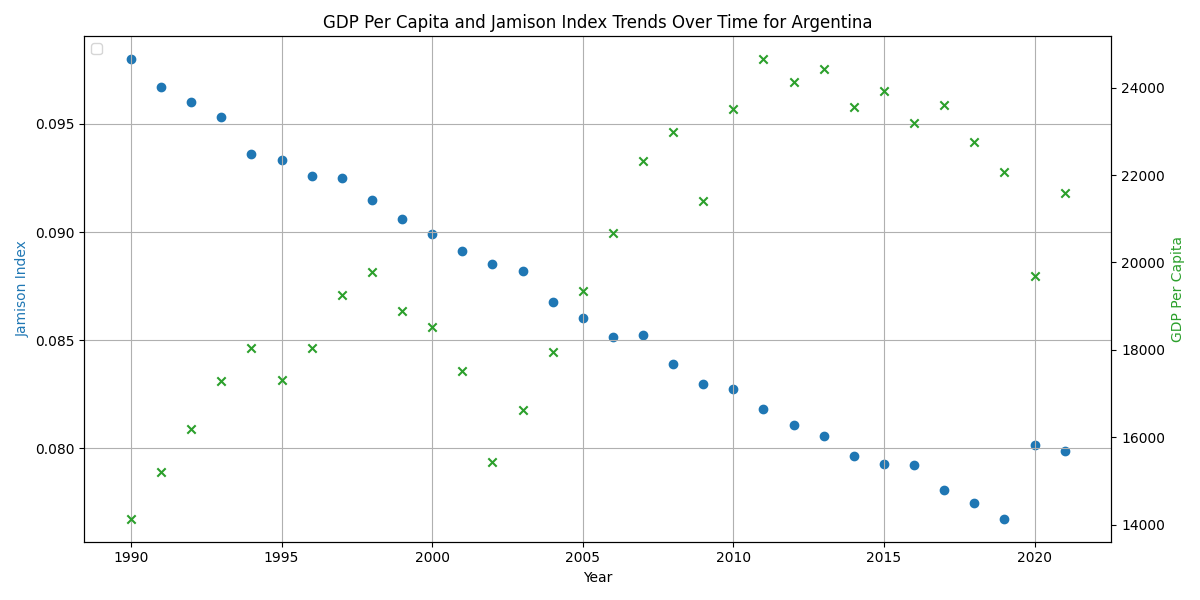 GDP Per Capita and Jamison Index Trends Over Time for Argentina
Jamison Index
0.095
0.090
0.085
0.080
24000
22000
20000
18000
16000
14000
GDP Per Capita
1990 1995 2000 2005 2010 2015 2020
Year